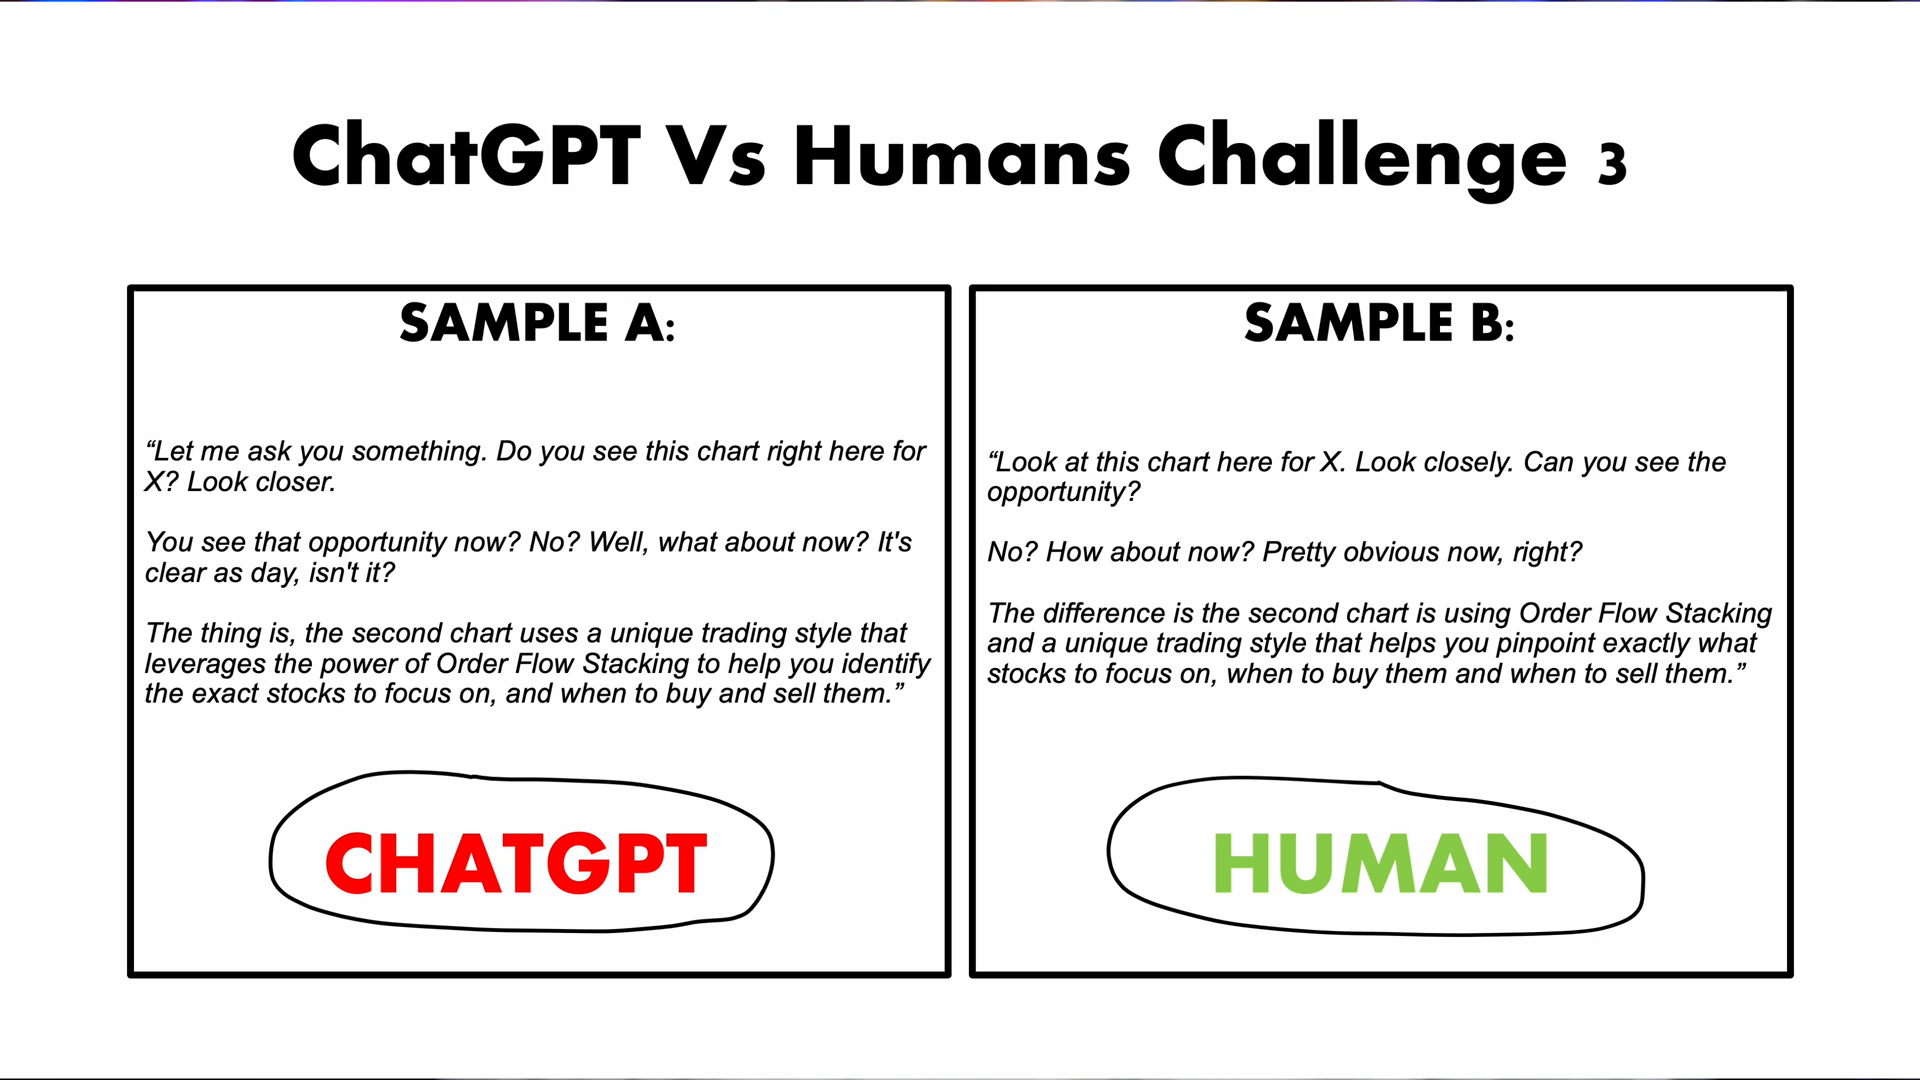 ChatGPT Vs Humans Challenge 3
SAMPLE A:
“Let me ask you something. Do you see this chart right here for
X? Look closer.
You see that opportunity now? No? Well, what about now? It's
clear as day, isn't it?
The thing is, the second chart uses a unique trading style that
leverages the power of Order Flow Stacking to help you identify
the exact stocks to focus on, and when to buy and sell them.”
CHATGPT
SAMPLE B:
“Look at this chart here for X. Look closely. Can you see the
opportunity?
No? How about now? Pretty obvious now, right?
The difference is the second chart is using Order Flow Stacking
and a unique trading style that helps you pinpoint exactly what
stocks to focus on, when to buy them and when to sell them.”
HUMAN